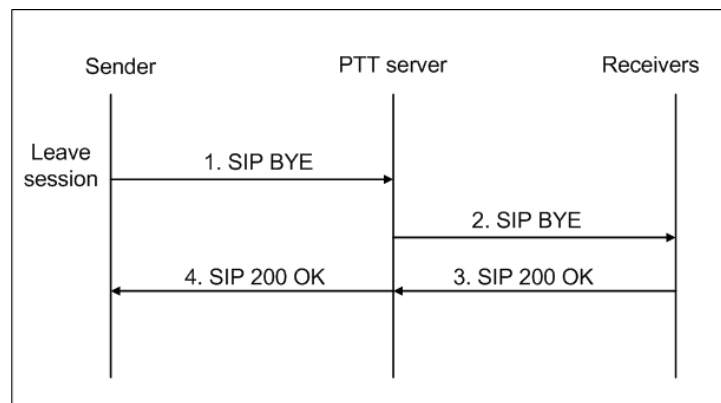 Sender
PTT server
Receivers
Leave
session
1. SIP BYE
2. SIP BYE
4. SIP 200 OK
3. SIP 200 OK